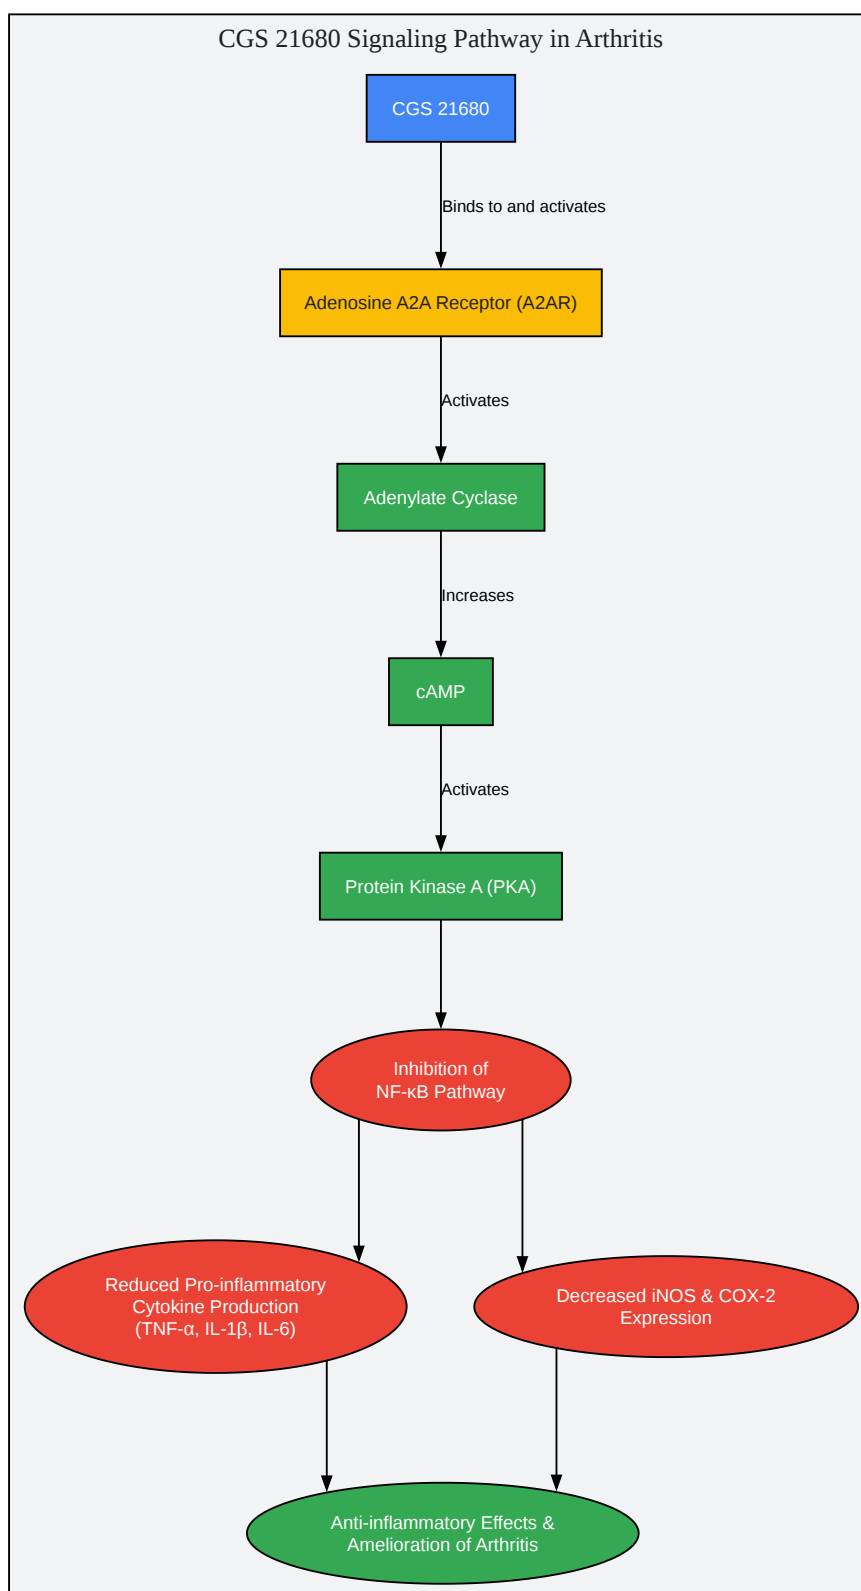 CGS 21680 Signaling Pathway in Arthritis
CGS 21680
Binds to and activates
Adenosine A2A Receptor (A2AR)
Activates
Adenylate Cyclase
Increases
cAMP
Activates
Protein Kinase A (PKA)
Inhibition of
NF-κB Pathway
Reduced Pro-inflammatory
Cytokine Production
(TNF-α, IL-1β, IL-6)
Decreased iNOS & COX-2
Expression
Anti-inflammatory Effects &
Amelioration of Arthritis